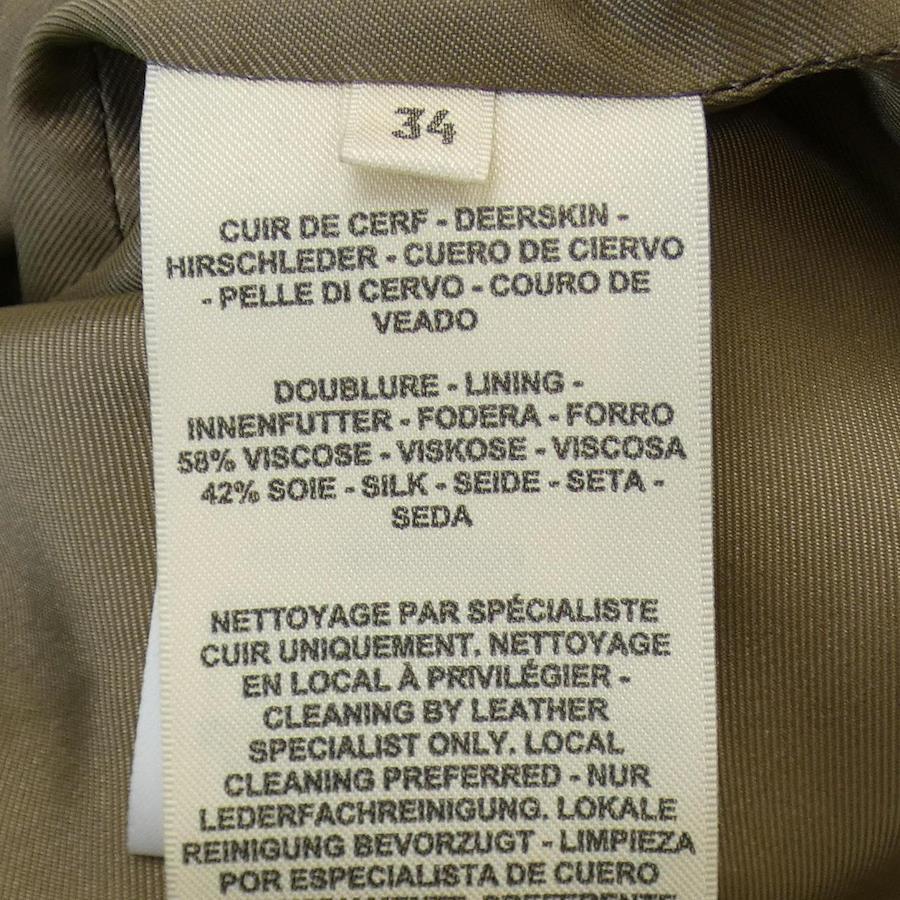 34
CUIR DE CERF - DEERSKIN -
HIRSCHLEDER - CUERO DE CIERVO
- PELLE DI CERVO - COURO DE
VEADO
DOUBLURE - LINING -
INNENFUTTER - FODERA - FORRO
58% VISCOSE - VISKOSE - VISCOSA
42% SOIE - SILK - SEIDE - SETA -
SEDA
NETTOYAGE PAR SPÉCIALISTE
CUIR UNIQUEMENT. NETTOYAGE
EN LOCAL À PRIVILÉGIER -
CLEANING BY LEATHER
SPECIALIST ONLY. LOCAL
CLEANING PREFERRED - NUR
LEDERFACHREINIGUNG. LOKALE
REINIGUNG BEVORZUGT - LIMPIEZA
POR ESPECIALISTA DE CUERO